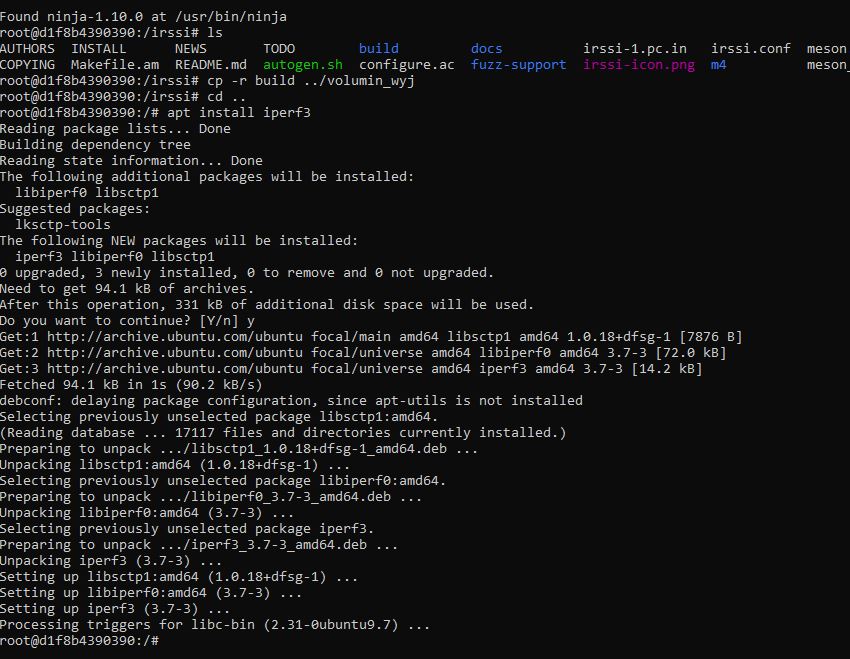 Found ninja-1.10.0 at /usr/bin/ninja
root@d1f8b4390390:/irssi# ls
AUTHORS  INSTALL      NEWS       TODO        build         docs          irssi-1.pc.in  irssi.conf  meson
COPYING  Makefile.am  README.md  autogen.sh  configure.ac  fuzz-support  irssi-icon.png  m4          meson_
root@d1f8b4390390:/irssi# cp -r build ../volumin_wyj
root@d1f8b4390390:/irssi# cd ..
root@d1f8b4390390:/# apt install iperf3
Reading package lists... Done
Building dependency tree
Reading state information... Done
The following additional packages will be installed:
  libiperf0 libsctp1
Suggested packages:
  lksctp-tools
The following NEW packages will be installed:
  iperf3 libiperf0 libsctp1
0 upgraded, 3 newly installed, 0 to remove and 0 not upgraded.
Need to get 94.1 kB of archives.
After this operation, 331 kB of additional disk space will be used.
Do you want to continue? [Y/n] y
Get:1 http://archive.ubuntu.com/ubuntu focal/main amd64 libsctp1 amd64 1.0.18+dfsg-1 [7876 B]
Get:2 http://archive.ubuntu.com/ubuntu focal/universe amd64 libiperf0 amd64 3.7-3 [72.0 kB]
Get:3 http://archive.ubuntu.com/ubuntu focal/universe amd64 iperf3 amd64 3.7-3 [14.2 kB]
Fetched 94.1 kB in 1s (90.2 kB/s)
debconf: delaying package configuration, since apt-utils is not installed
Selecting previously unselected package libsctp1:amd64.
(Reading database ... 17117 files and directories currently installed.)
Preparing to unpack .../libsctp1_1.0.18+dfsg-1_amd64.deb ...
Unpacking libsctp1:amd64 (1.0.18+dfsg-1) ...
Selecting previously unselected package libiperf0:amd64.
Preparing to unpack .../libiperf0_3.7-3_amd64.deb ...
Unpacking libiperf0:amd64 (3.7-3) ...
Selecting previously unselected package iperf3.
Preparing to unpack .../iperf3_3.7-3_amd64.deb ...
Unpacking iperf3 (3.7-3) ...
Setting up libsctp1:amd64 (1.0.18+dfsg-1) ...
Setting up libiperf0:amd64 (3.7-3) ...
Setting up iperf3 (3.7-3) ...
Processing triggers for libc-bin (2.31-0ubuntu9.7) ...
root@d1f8b4390390:/#